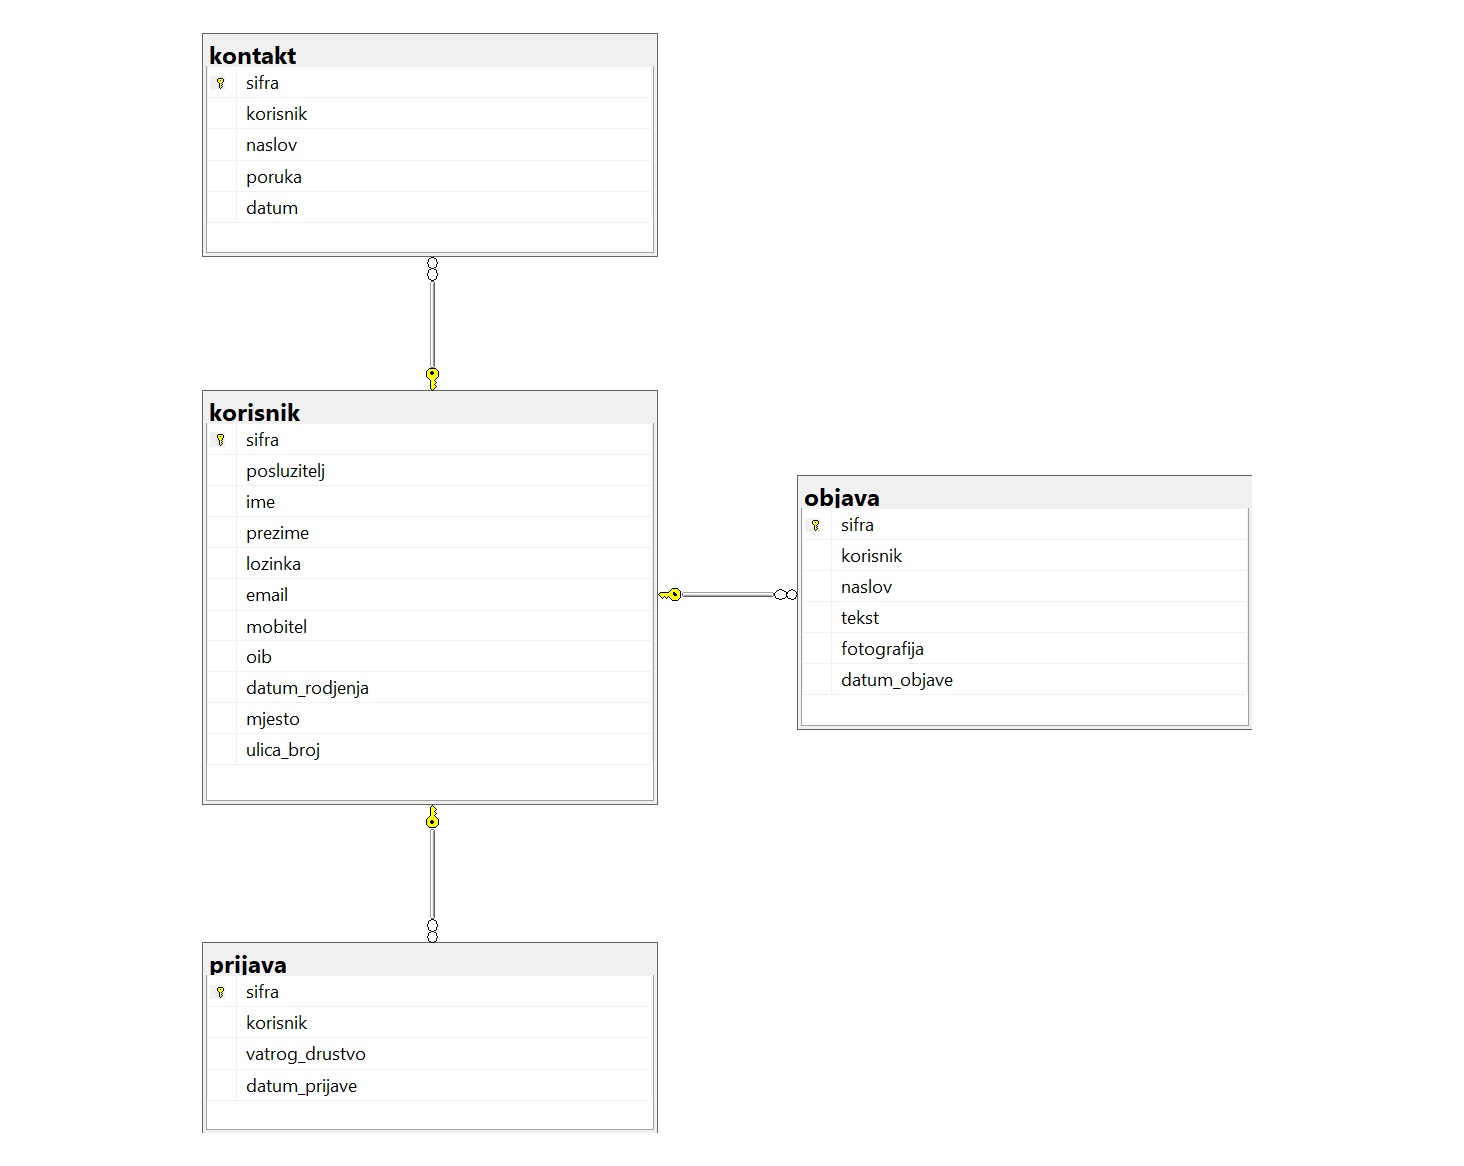 kontakt
sifra
korisnik
naslov
poruka
datum
korisnik
sifra
posluzitelj
ime
prezime
lozinka
email
mobitel
oib
datum_rodjenja
mjesto
ulica_broj
objava
sifra
korisnik
naslov
tekst
fotografija
datum_objave
prijava
sifra
korisnik
vatrog_drustvo
datum_prijave